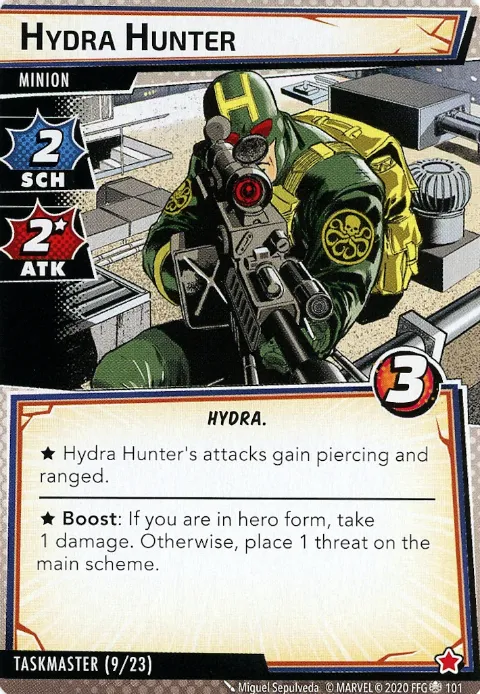 HYDRA HUNTER
MINION
2
SCH
2★
ATK
H
3
HYDRA.
★ Hydra Hunter's attacks gain piercing and
ranged.
★ Boost: If you are in hero form, take
1 damage. Otherwise, place 1 threat on the
main scheme.
TASKMASTER (9/23)
Miguel Sepulveda. © MARVEL © 2020 FFG 101